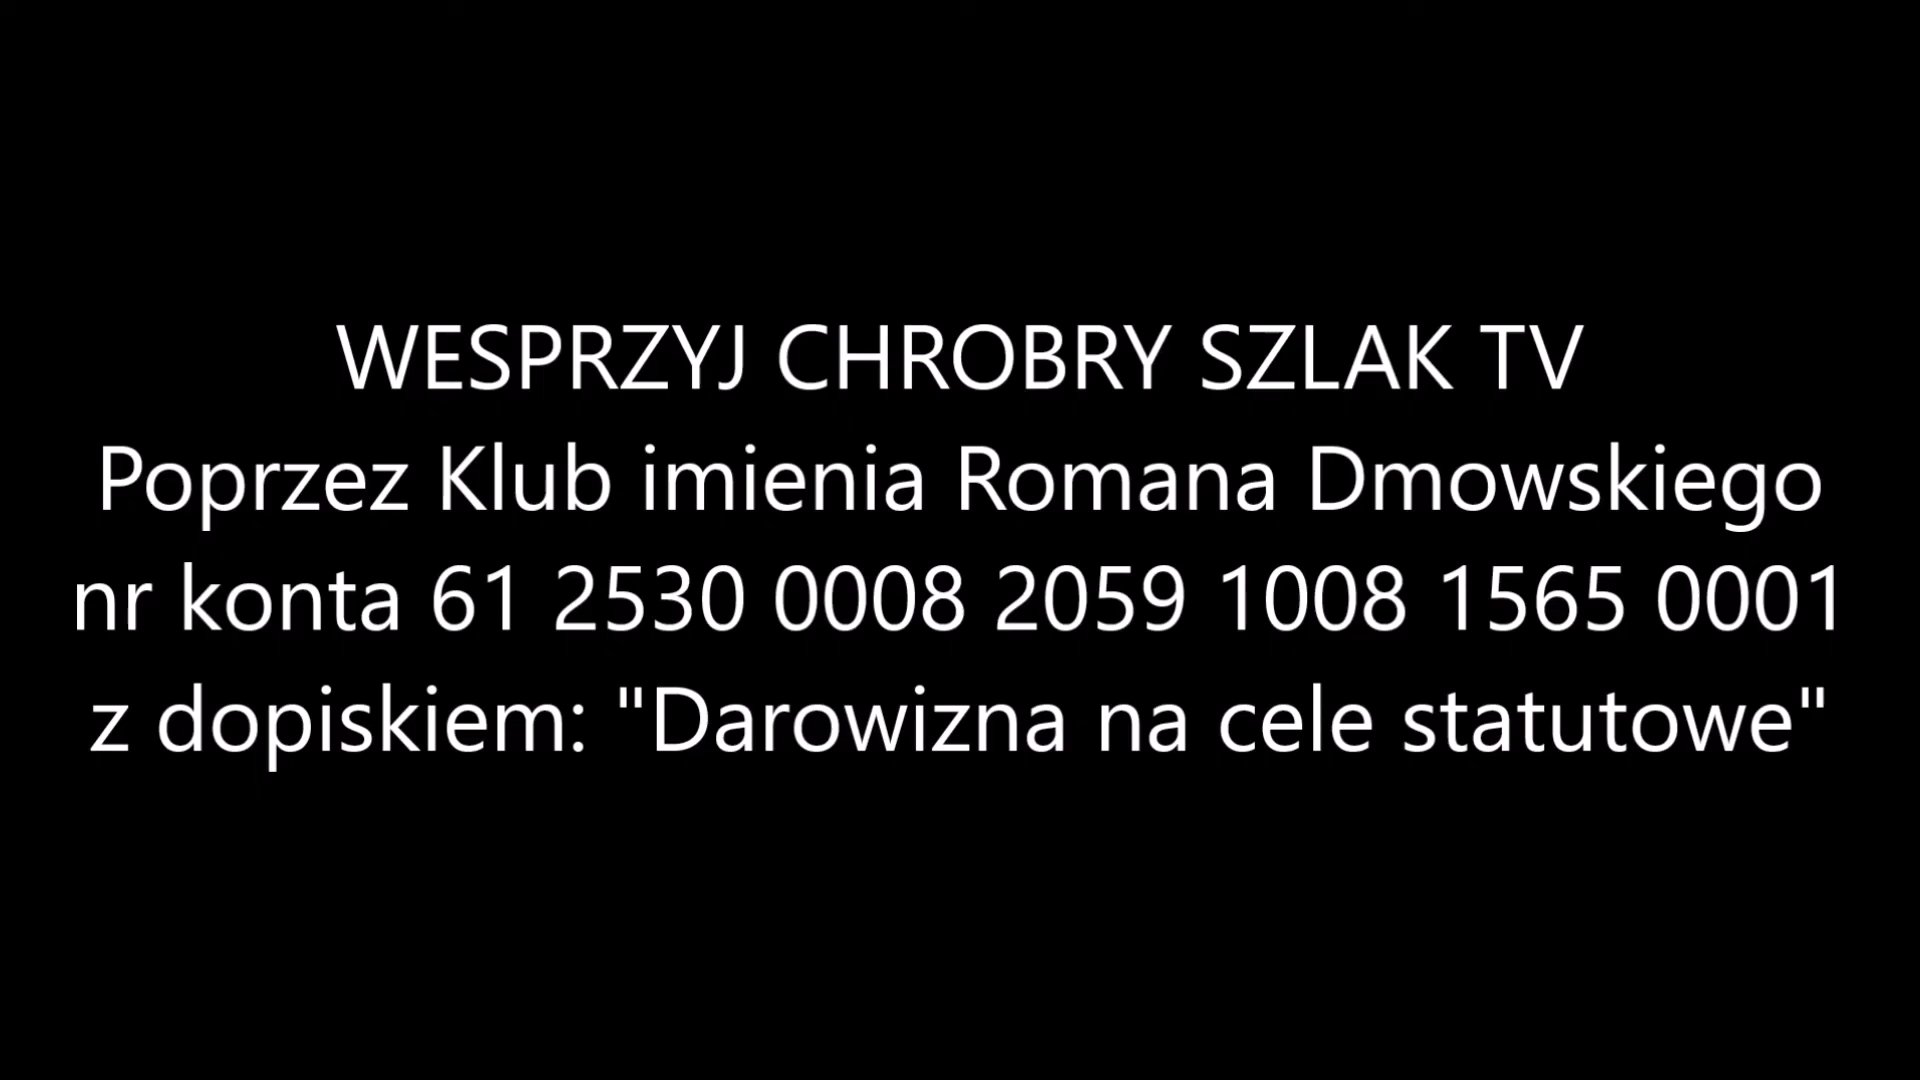 WESPRZYJ CHROBRY SZLAK TV
Poprzez Klub imienia Romana Dmowskiego
nr konta 61 2530 0008 2059 1008 1565 0001
z dopiskiem: "Darowizna na cele statutowe"